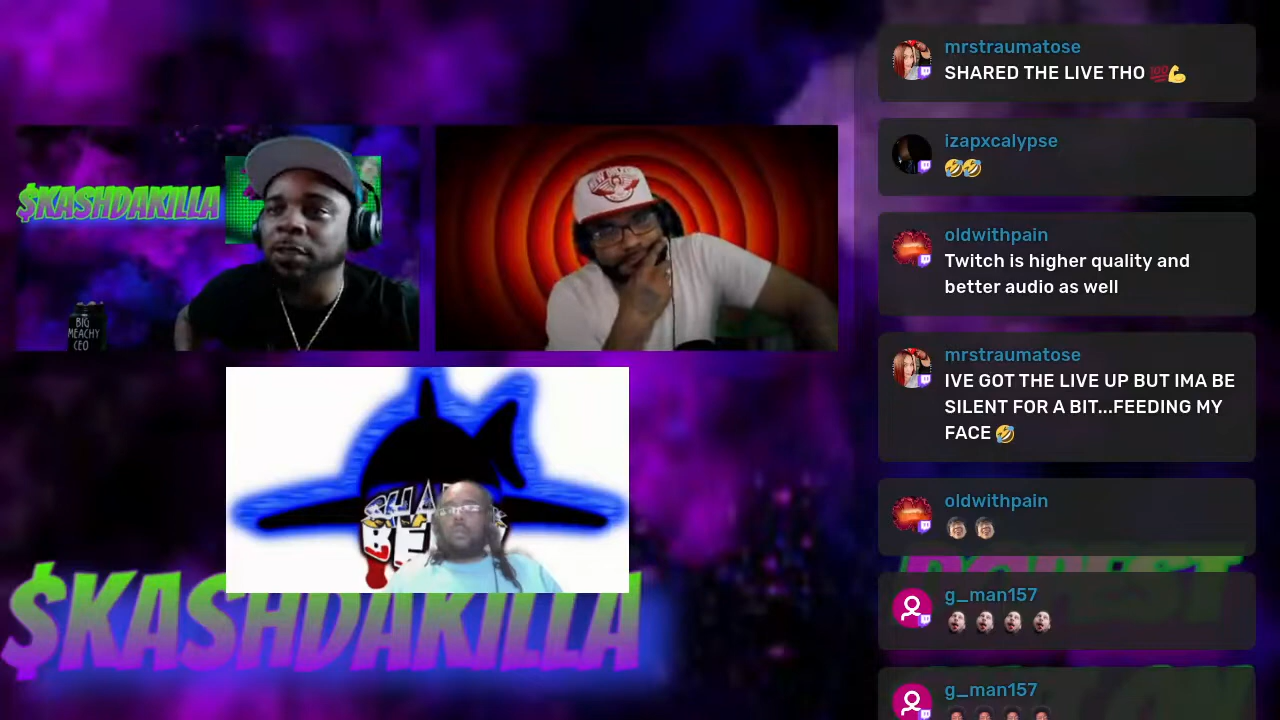 $KASHDAKILLA
BIG
MEACHY
CEO
$KASHDAKILLA
mrstraumatose
SHARED THE LIVE THO 💯💪
izapxcalypse
🤣🤣
oldwithpain
Twitch is higher quality and
better audio as well
mrstraumatose
IVE GOT THE LIVE UP BUT IMA BE
SILENT FOR A BIT...FEEDING MY
FACE 🤣
oldwithpain
g_man157
g_man157